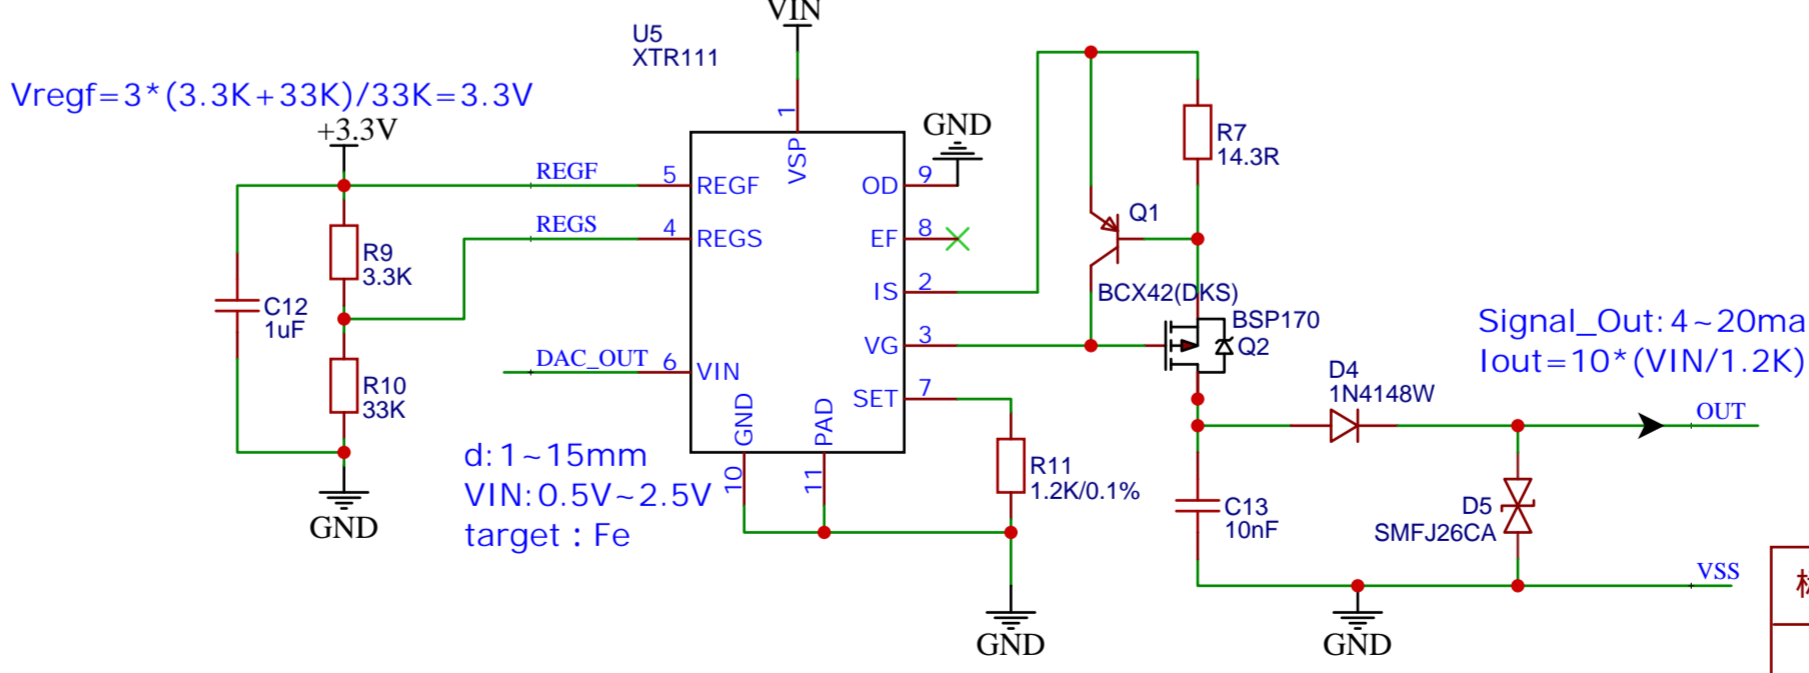 VIN
U5
XTR111
Vregf=3*(3.3K+33K)/33K=3.3V
+3.3V
GND
1
VSP
R7
14.3R
REGF
5
REGF
OD
9
REGS
4
REGS
EF
8
Q1
R9
3.3K
IS
2
BCX42(DKS)
C12
1uF
VG
3
BSP170
Q2
Signal_Out:4~20ma
Iout=10*(VIN/1.2K)
DAC_OUT
6
VIN
R10
33K
SET
7
D4
1N4148W
OUT
GND
PAD
10
11
d:1~15mm
VIN:0.5V~2.5V
target : Fe
R11
1.2K/0.1%
C13
10nF
D5
SMFJ26CA
GND
VSS
GND
GND